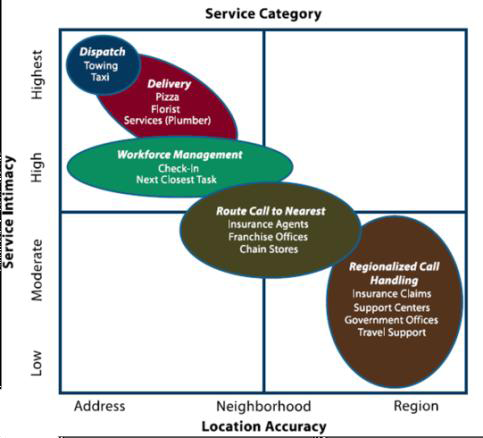 Service Category
Service Intimacy
Highest
High
Moderate
Low
Dispatch
Towing
Taxi
Delivery
Pizza
Florist
Services (Plumber)
Workforce Management
Check-In
Next Closest Task
Route Call to Nearest
Insurance Agents
Franchise Offices
Chain Stores
Regionalized Call
Handling
Insurance Claims
Support Centers
Government Offices
Travel Support
Address
Neighborhood
Region
Location Accuracy